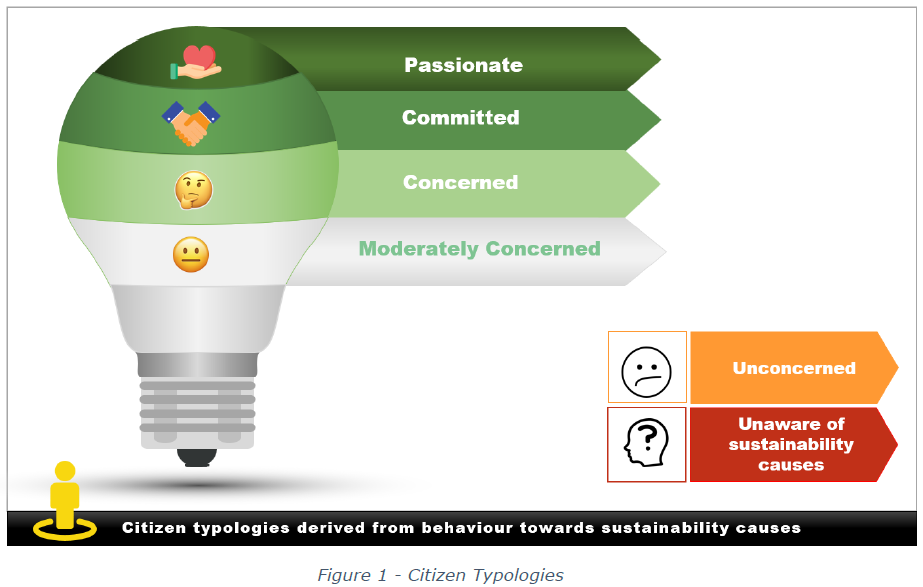 Passionate
Committed
Concerned
Moderately Concerned
Unconcerned
Unaware of
sustainability
causes
Citizen typologies derived from behaviour towards sustainability causes
Figure 1 - Citizen Typologies